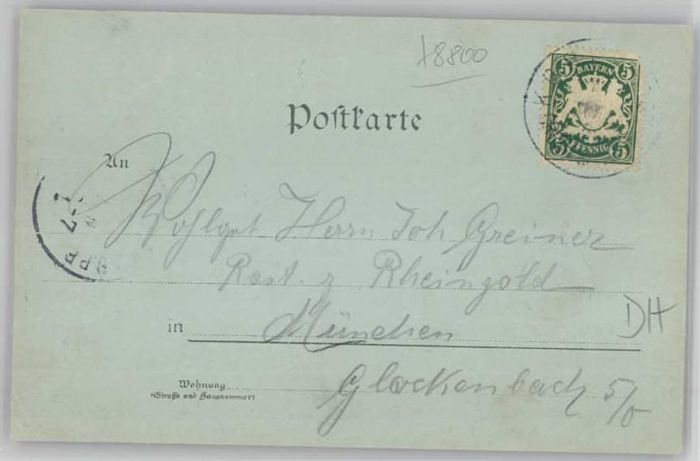 +8800
5 BAYERN 5
5 PFENNIG 5
Postkarte
An
Wohlgeb Herrn Joh Greiner
Rest. z Rheingold
DH
in München
Wohnung
(Straße und Hausnummer)
Glockenbach 5/0